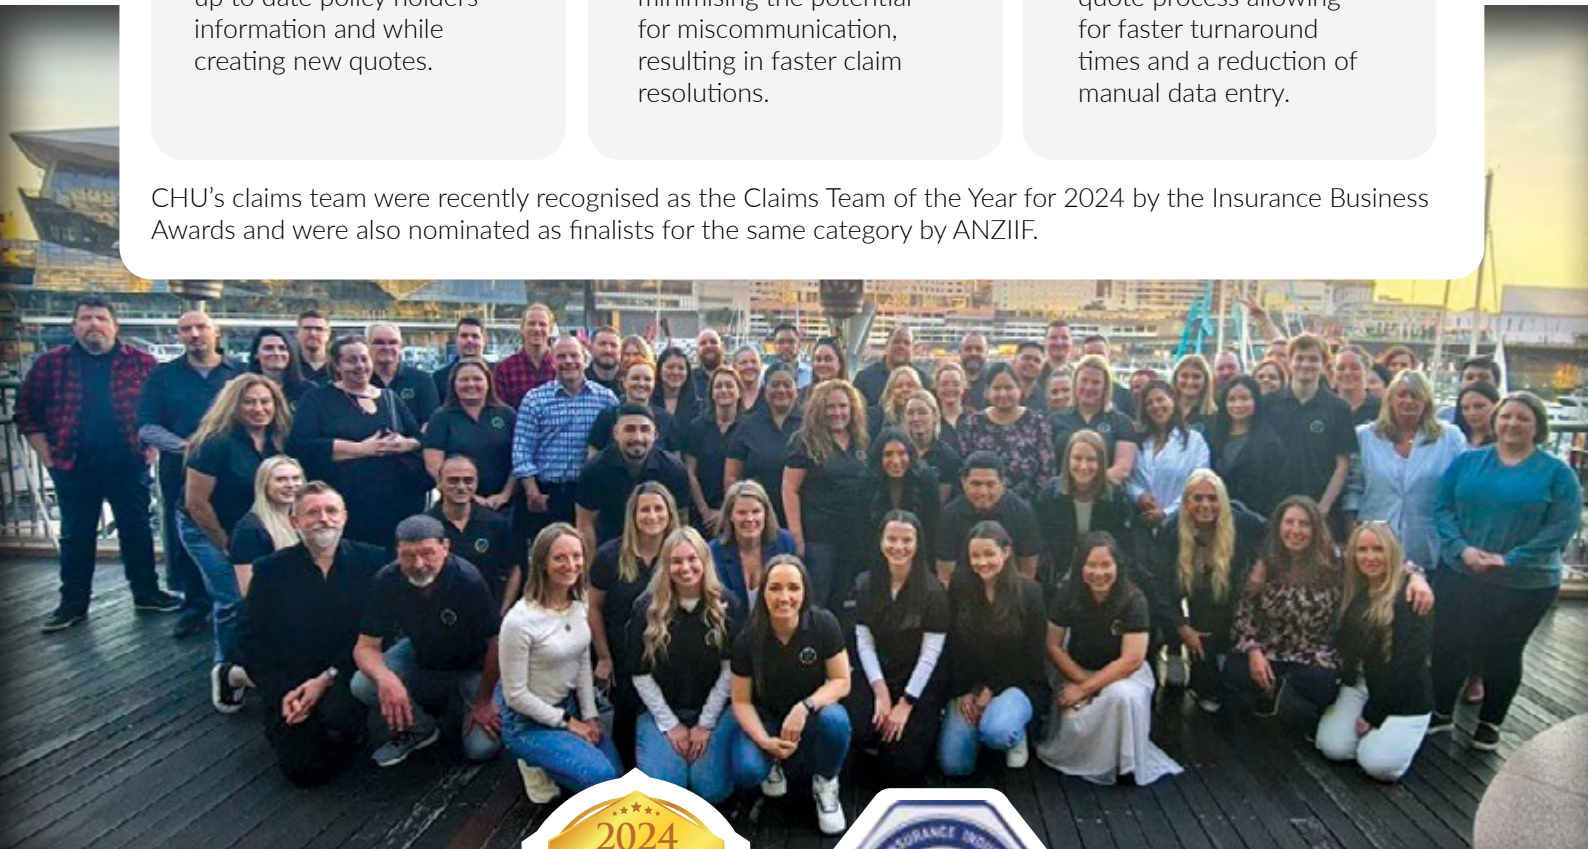 information and while
creating new quotes.
for miscommunication,
resulting in faster claim
resolutions.
for faster turnaround
times and a reduction of
manual data entry.
CHU’s claims team were recently recognised as the Claims Team of the Year for 2024 by the Insurance Business
Awards and were also nominated as finalists for the same category by ANZIIF.
2024